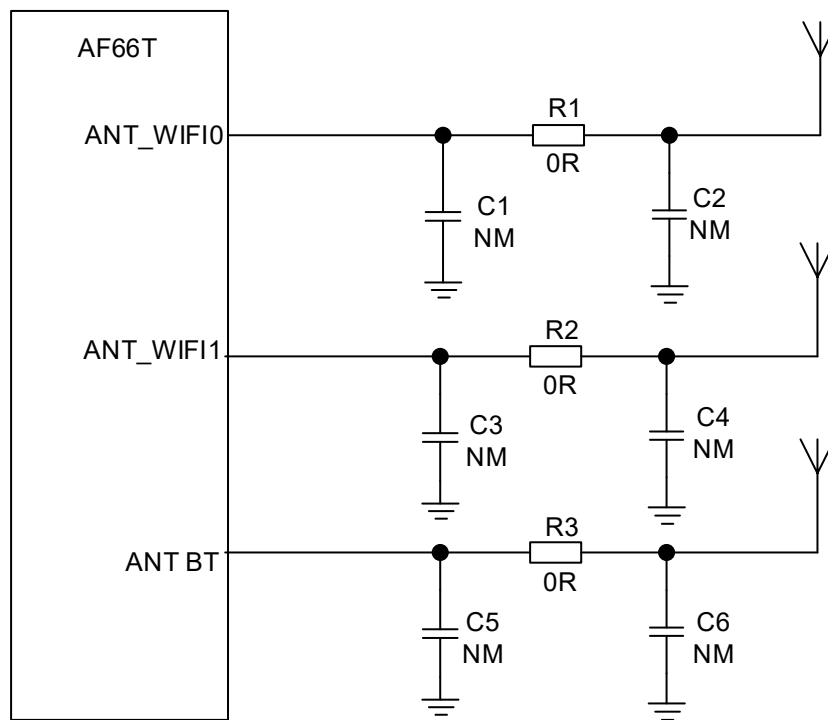 AF66T
ANT_WIFI0
R1
0R
C1
NM
C2
NM
ANT_WIFI1
R2
0R
C3
NM
C4
NM
ANT BT
R3
0R
C5
NM
C6
NM